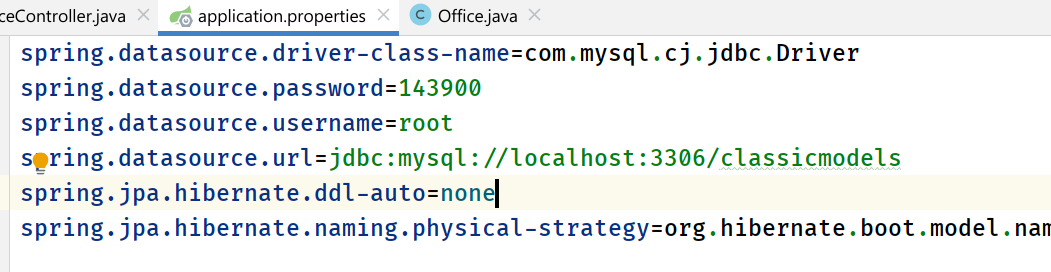 ceController.java application.properties Office.java
spring.datasource.driver-class-name=com.mysql.cj.jdbc.Driver
spring.datasource.password=143900
spring.datasource.username=root
spring.datasource.url=jdbc:mysql://localhost:3306/classicmodels
spring.jpa.hibernate.ddl-auto=none
spring.jpa.hibernate.naming.physical-strategy=org.hibernate.boot.model.nam